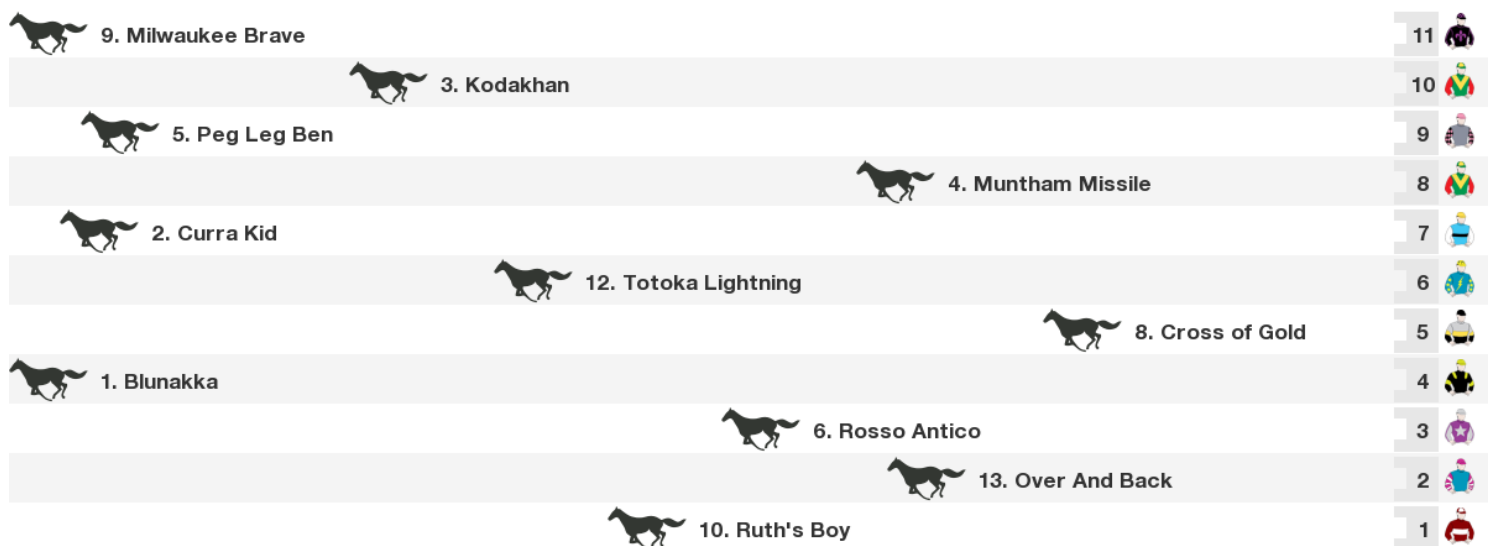 9. Milwaukee Brave 11
3. Kodakhan 10
5. Peg Leg Ben 9
4. Muntham Missile 8
2. Curra Kid 7
12. Totoka Lightning 6
8. Cross of Gold 5
1. Blunakka 4
6. Rosso Antico 3
13. Over And Back 2
10. Ruth's Boy 1